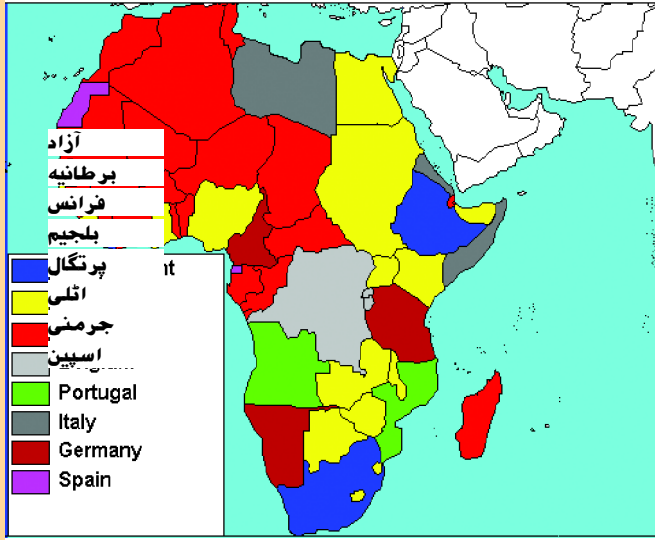 آزاد
برطانیه
فرانس
بلجیم
پرتگال
اٹلی
جرمنی
اسپین
Portugal
Italy
Germany
Spain